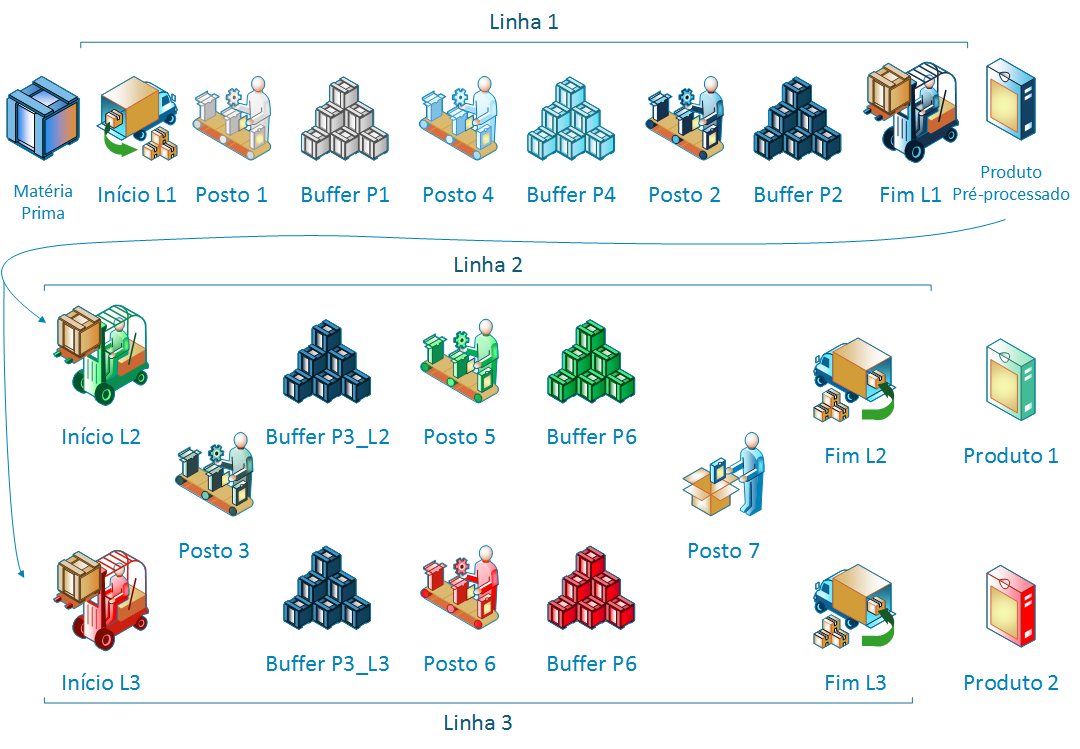 Linha 1
Matéria
Prima
Início L1
Posto 1
Buffer P1
Posto 4
Buffer P4
Posto 2
Buffer P2
Fim L1
Produto
Pré-processado
Linha 2
Início L2
Buffer P3_L2
Posto 5
Buffer P6
Fim L2
Produto 1
Posto 3
Posto 7
Início L3
Buffer P3_L3
Posto 6
Buffer P6
Fim L3
Produto 2
Linha 3